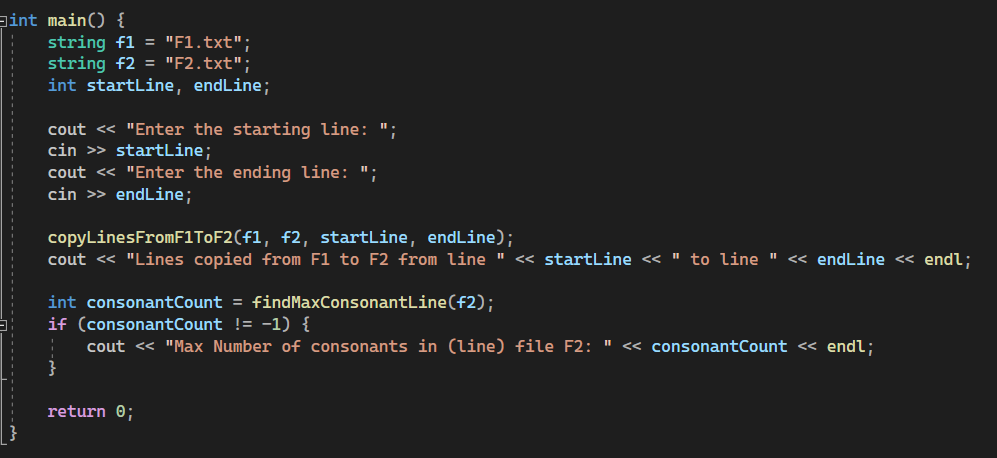 int main() {
    string f1 = "F1.txt";
    string f2 = "F2.txt";
    int startLine, endLine;

    cout << "Enter the starting line: ";
    cin >> startLine;
    cout << "Enter the ending line: ";
    cin >> endLine;

    copyLinesFromF1ToF2(f1, f2, startLine, endLine);
    cout << "Lines copied from F1 to F2 from line " << startLine << " to line " << endLine << endl;

    int consonantCount = findMaxConsonantLine(f2);
    if (consonantCount != -1) {
        cout << "Max Number of consonants in (line) file F2: " << consonantCount << endl;
    }

    return 0;
}